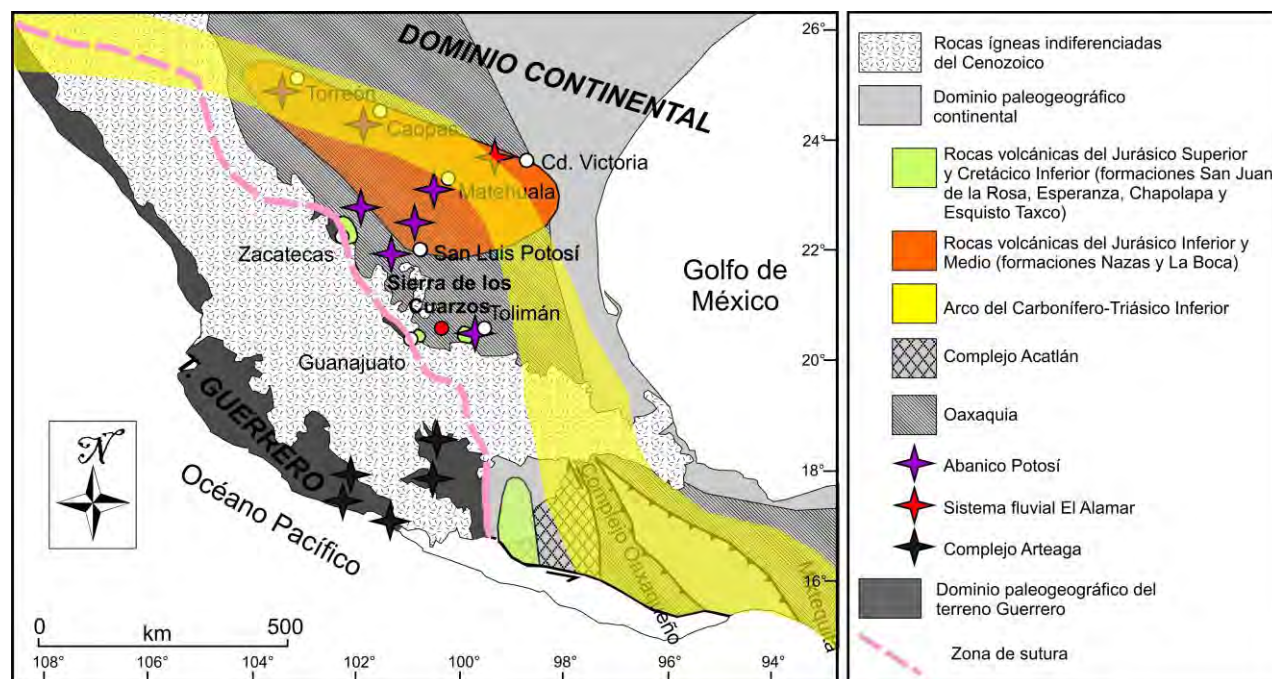 DOMINIO CONTINENTAL
26°
Torreón
Caopas
24°
Cd. Victoria
Matehuala
22°
Zacatecas
San Luis Potosí
Golfo de
México
Sierra de los
Cuarzos
Tolimán
20°
Guanajuato
T. GUERRERO
N
18°
Océano Pacífico
Complejo Oaxaqueño
Mixtequita
16°
0
km
500
108°
106°
104°
102°
100°
98°
96°
94°
Rocas ígneas indiferenciadas
del Cenozoico
Dominio paleogeográfico
continental
Rocas volcánicas del Jurásico Superior
y Cretácico Inferior (formaciones San Juan
de la Rosa, Esperanza, Chapolapa y
Esquisto Taxco)
Rocas volcánicas del Jurásico Inferior y
Medio (formaciones Nazas y La Boca)
Arco del Carbonífero-Triásico Inferior
Complejo Acatlán
Oaxaquia
Abanico Potosí
Sistema fluvial El Alamar
Complejo Arteaga
Dominio paleogeográfico del
terreno Guerrero
Zona de sutura